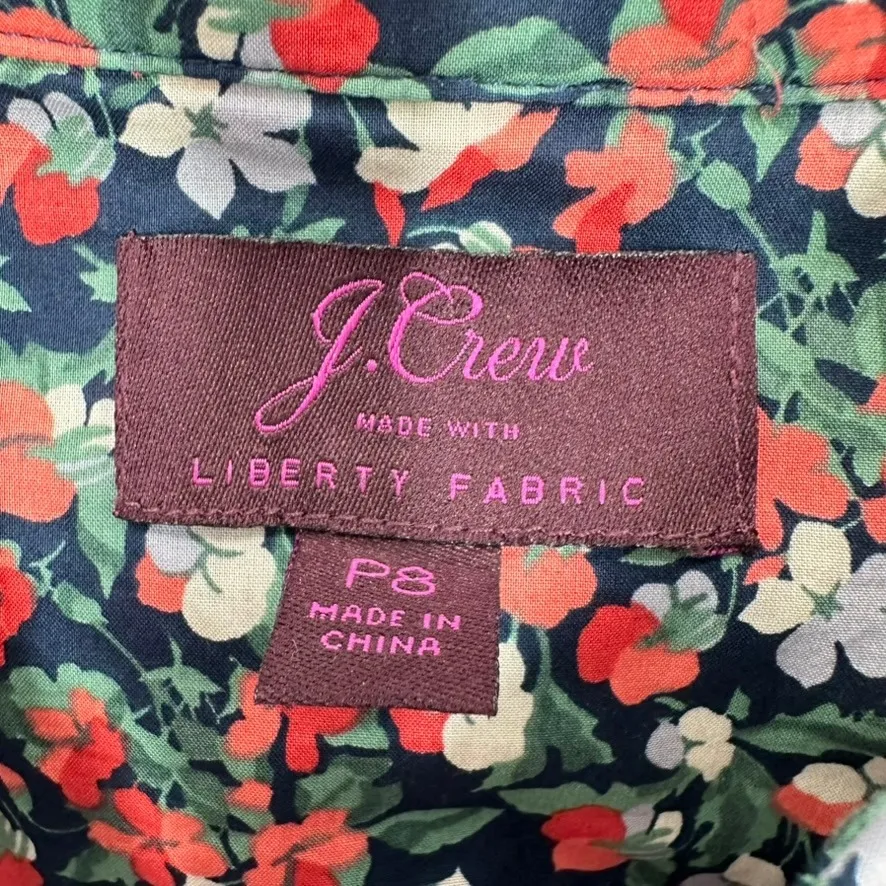 J.Crew
MADE WITH
LIBERTY FABRIC
P8
MADE IN
CHINA